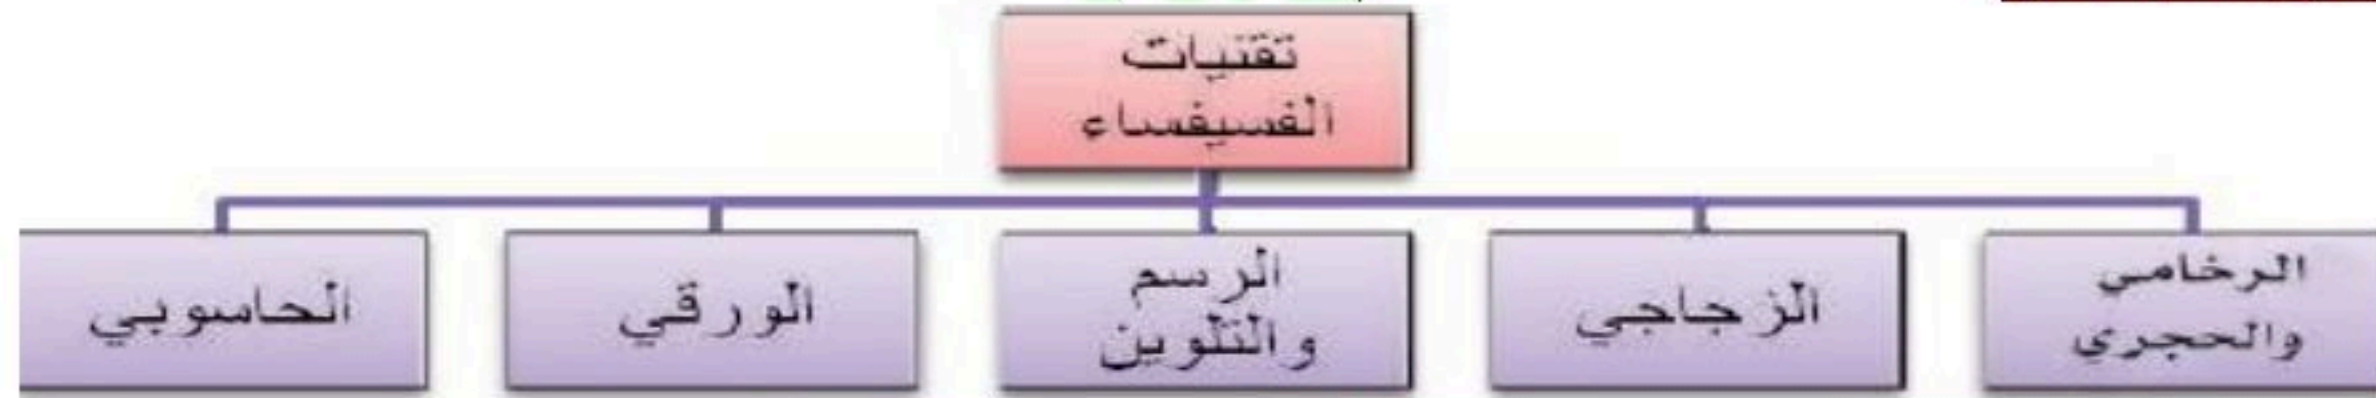 تقنيات
الفسيفساء
الرخامي
والحجري
الزجاجي
الرسم
والتلوين
الورقي
الحاسوبي